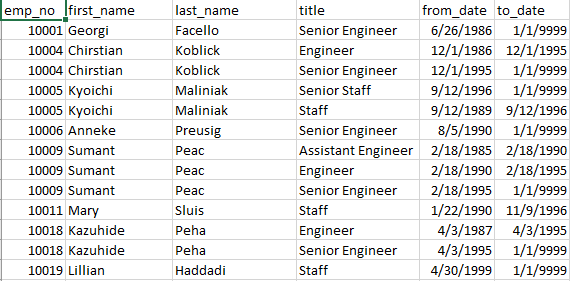 emp_no first_name last_name title from_date to_date
10001 Georgi Facello Senior Engineer 6/26/1986 1/1/9999
10004 Chirstian Koblick Engineer 12/1/1986 12/1/1995
10004 Chirstian Koblick Senior Engineer 12/1/1995 1/1/9999
10005 Kyoichi Maliniak Senior Staff 9/12/1996 1/1/9999
10005 Kyoichi Maliniak Staff 9/12/1989 9/12/1996
10006 Anneke Preusig Senior Engineer 8/5/1990 1/1/9999
10009 Sumant Peac Assistant Engineer 2/18/1985 2/18/1990
10009 Sumant Peac Engineer 2/18/1990 2/18/1995
10009 Sumant Peac Senior Engineer 2/18/1995 1/1/9999
10011 Mary Sluis Staff 1/22/1990 11/9/1996
10018 Kazuhide Peha Engineer 4/3/1987 4/3/1995
10018 Kazuhide Peha Senior Engineer 4/3/1995 1/1/9999
10019 Lillian Haddadi Staff 4/30/1999 1/1/9999